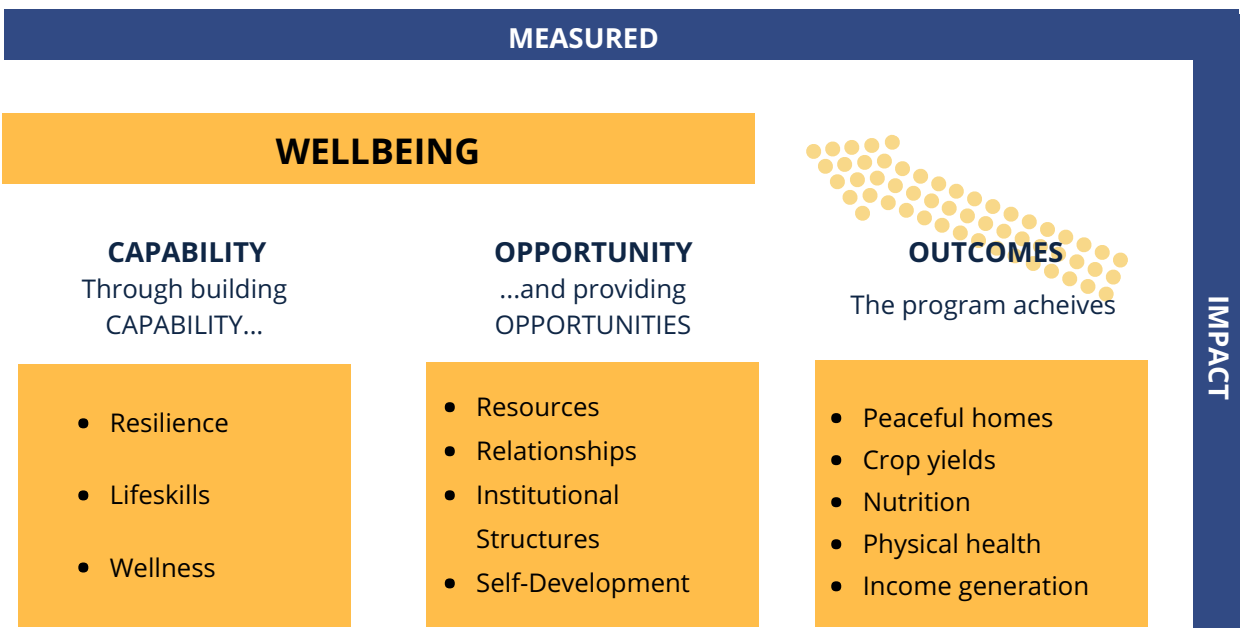 MEASURED
WELLBEING
CAPABILITY
Through building
CAPABILITY...
Resilience
Lifeskills
Wellness
OPPORTUNITY
...and providing
OPPORTUNITIES
Resources
Relationships
Institutional
Structures
Self-Development
OUTCOMES
The program acheives
Peaceful homes
Crop yields
Nutrition
Physical health
Income generation
IMPACT